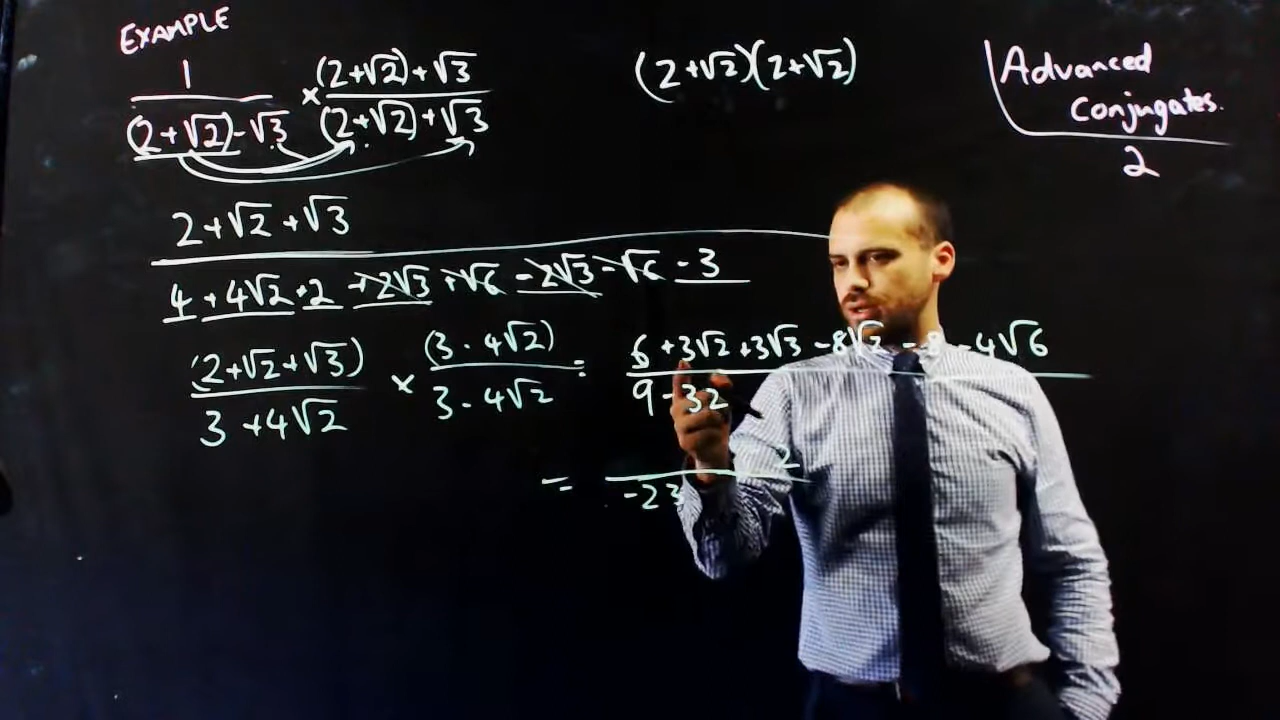 EXAMPLE
1 / (2+√2)-√3 × (2+√2)+√3 / (2+√2)+√3
(2+√2)(2+√2)
Advanced
Conjugates.
2
2+√2+√3
4 +4√2+2 +2√3 +√6 -2√3-√6 - 3
(2+√2+√3) / 3 +4√2 × (3 - 4√2) / 3 - 4√2 = 6 +3√2 +3√3 -8√2 - 8 - 4√6 / 9 -32
= 2 / -23